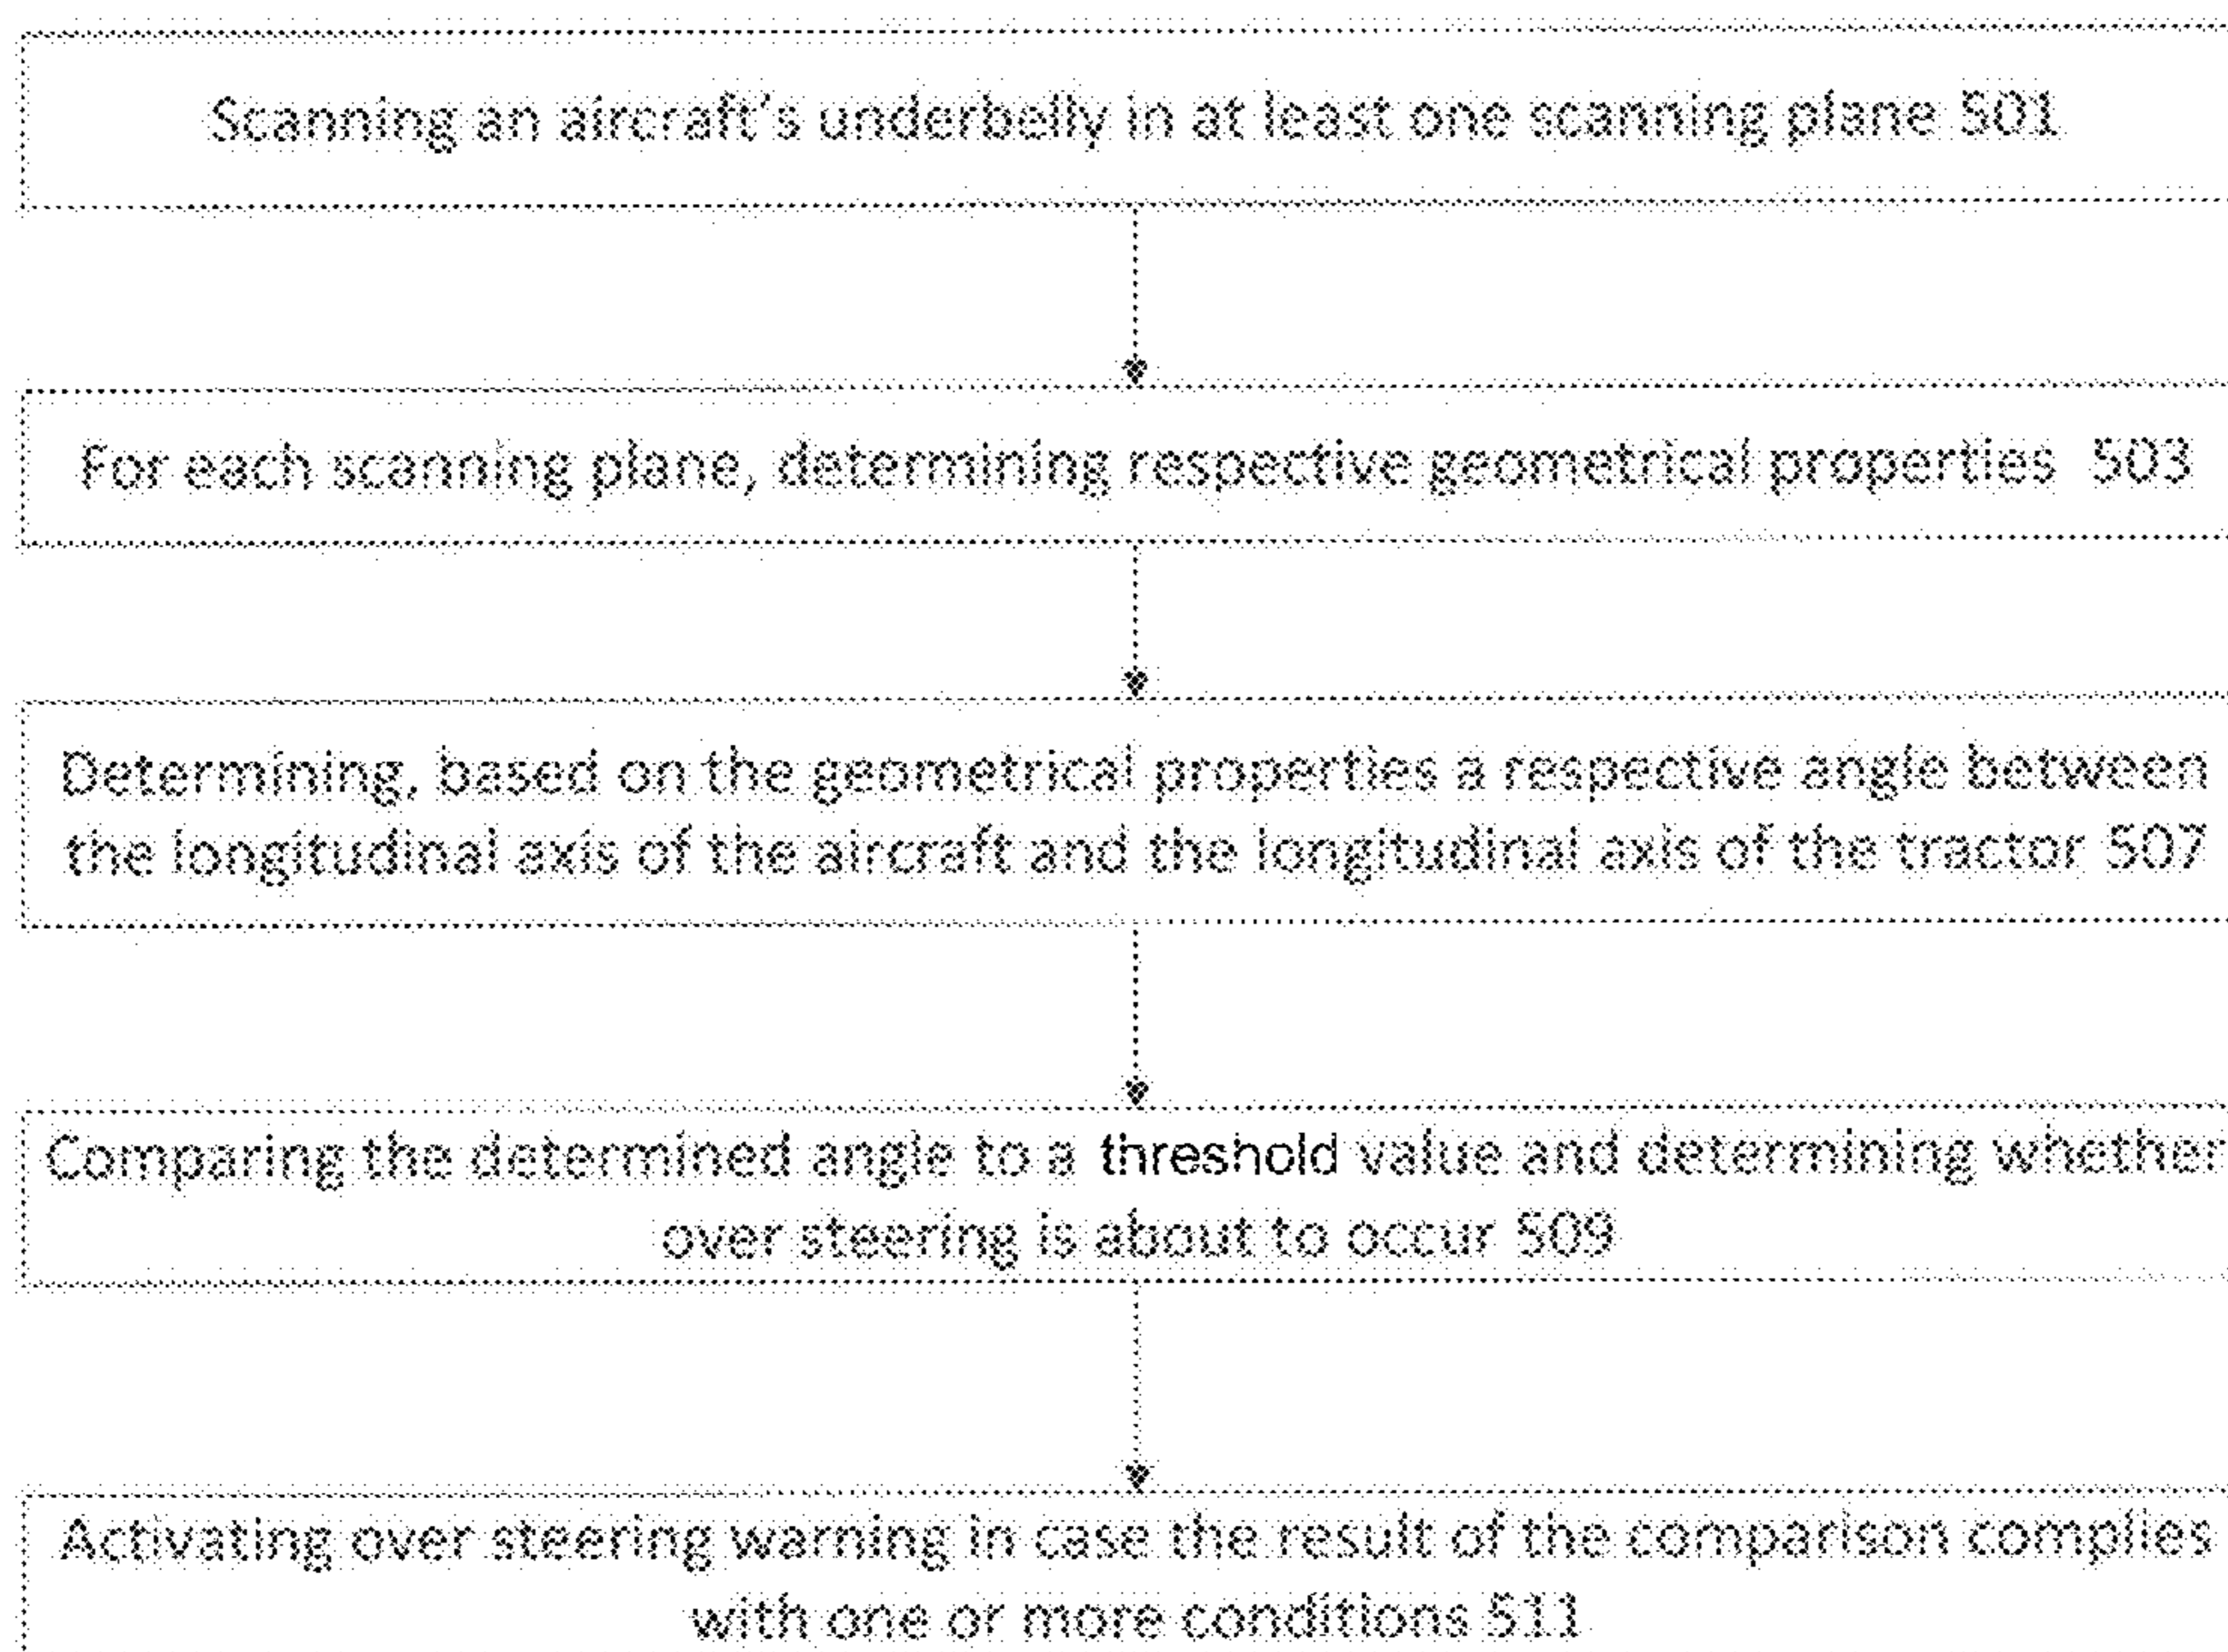 Scanning an aircraft's underbelly in at least one scanning plane 501
For each scanning plane, determining respective geometrical properties 503
Determining, based on the geometrical properties a respective angle between
the longitudinal axis of the aircraft and the longitudinal axis of the tractor 507
Comparing the determined angle to a threshold value and determining whether
over steering is about to occur 509
Activating over steering warning in case the result of the comparison complies
with one or more conditions 511